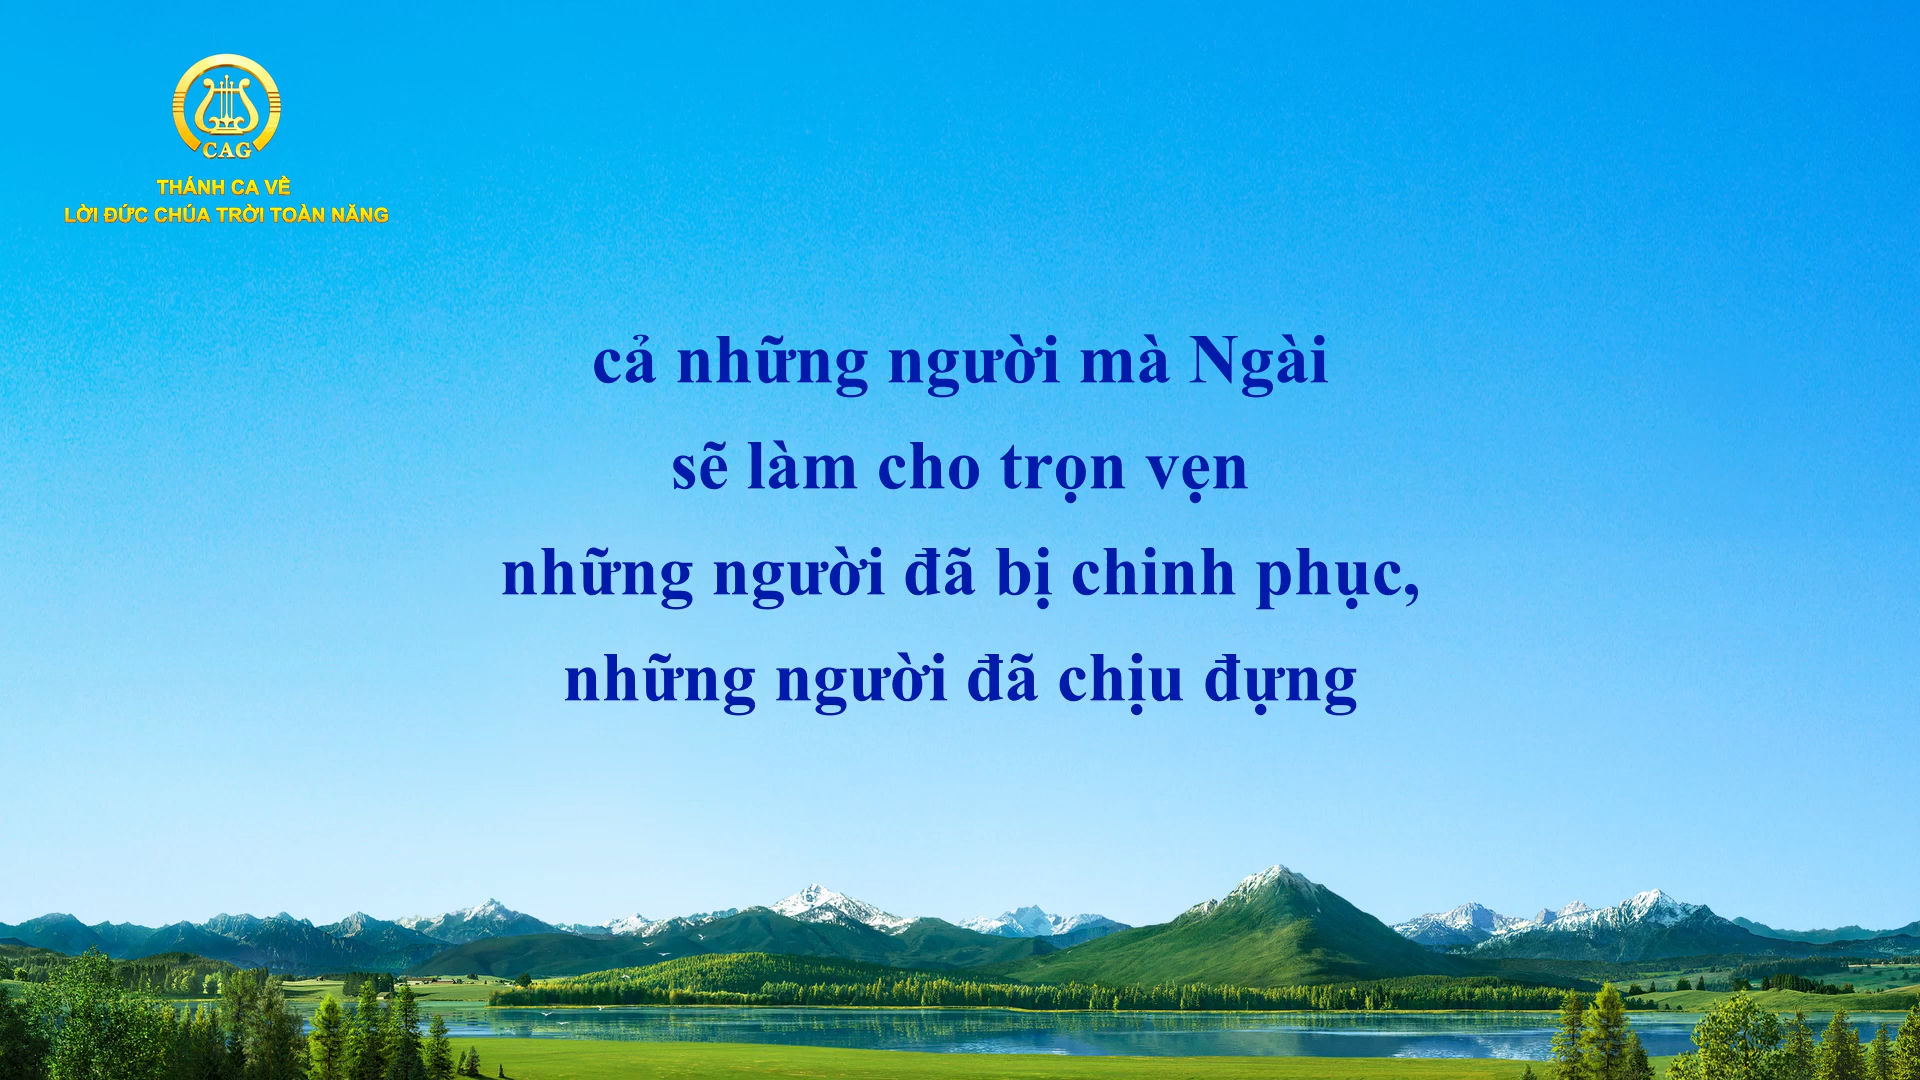 CAG
THÁNH CA VỀ
LỜI ĐỨC CHÚA TRỜI TOÀN NĂNG
cả những người mà Ngài
sẽ làm cho trọn vẹn
những người đã bị chinh phục,
những người đã chịu đựng